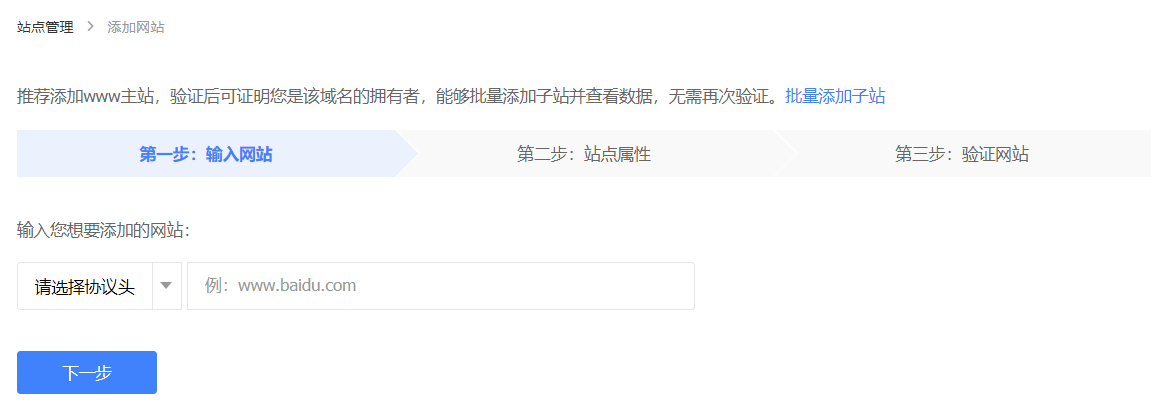 站点管理 > 添加网站
推荐添加www主站，验证后可证明您是该域名的拥有者，能够批量添加子站并查看数据，无需再次验证。批量添加子站
第一步：输入网站 第二步：站点属性 第三步：验证网站
输入您想要添加的网站：
请选择协议头 例：www.baidu.com
下一步